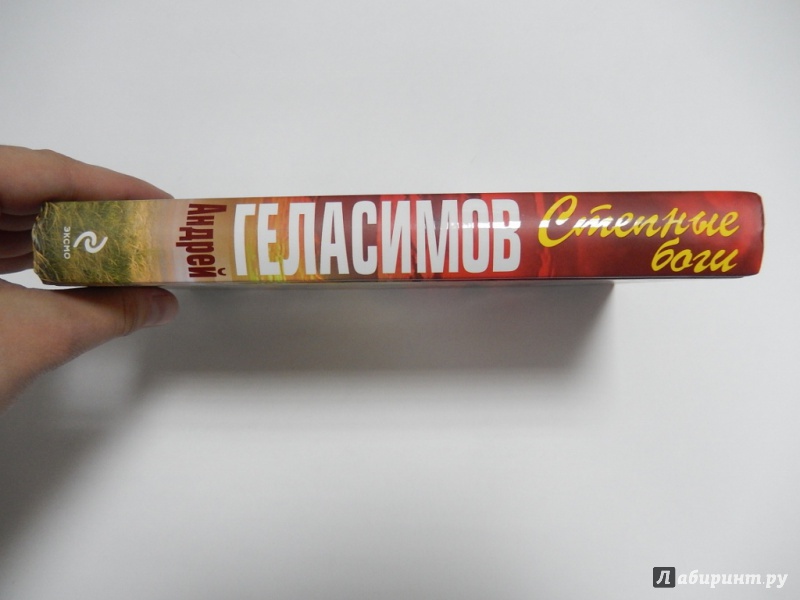 ЭКСМО
Андрей
ГЕЛАСИМОВ
Степные
боги
Лабиринт.ру